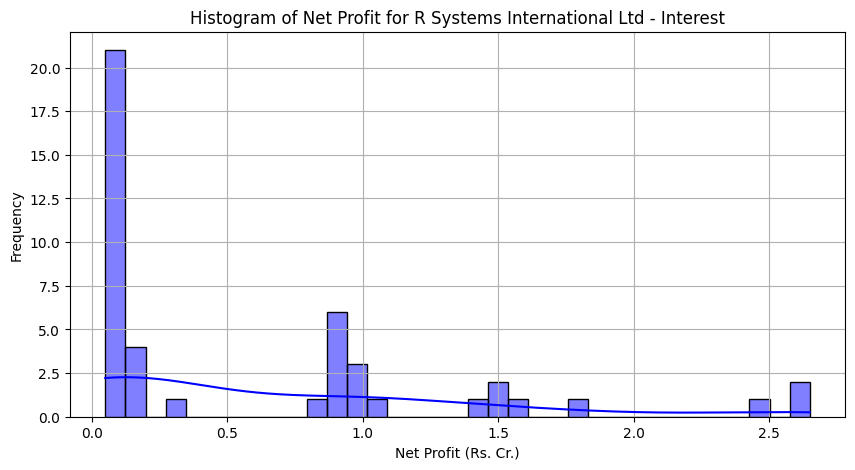 Histogram of Net Profit for R Systems International Ltd - Interest
20.0
17.5
15.0
12.5
10.0
7.5
5.0
2.5
0.0
Frequency
0.0 0.5 1.0 1.5 2.0 2.5
Net Profit (Rs. Cr.)